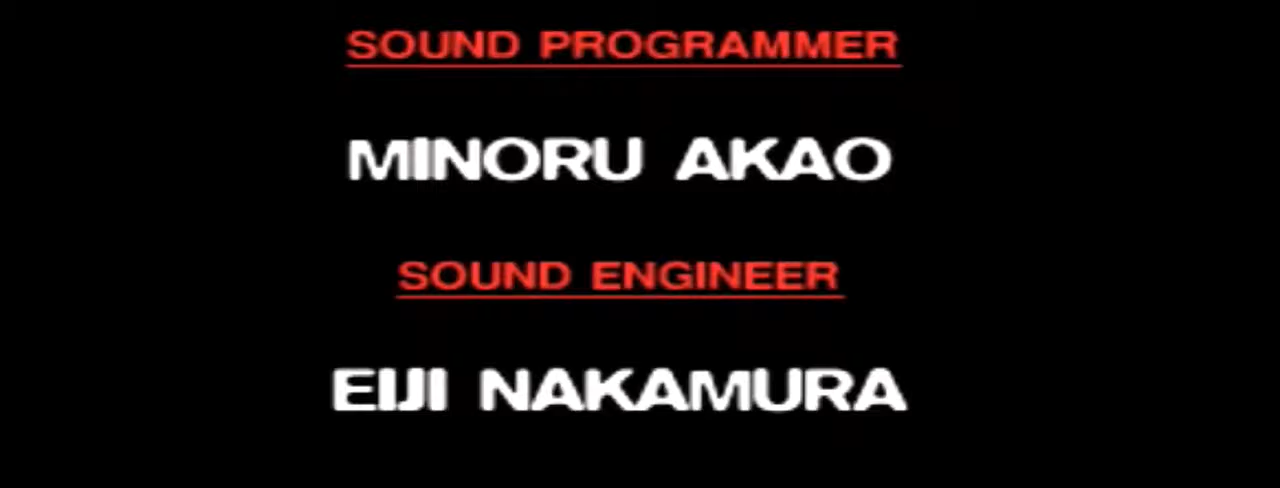 SOUND PROGRAMMER
MINORU AKAO
SOUND ENGINEER
EIJI NAKAMURA